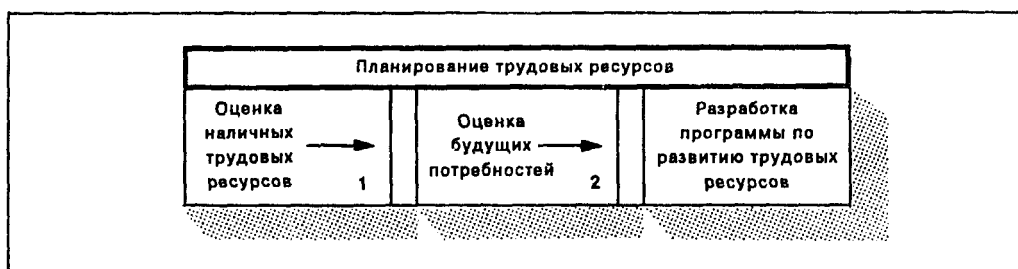 Планирование трудовых ресурсов
Оценка
наличных
трудовых
ресурсов 1
Оценка
будущих
потребностей 2
Разработка
программы по
развитию трудовых
ресурсов